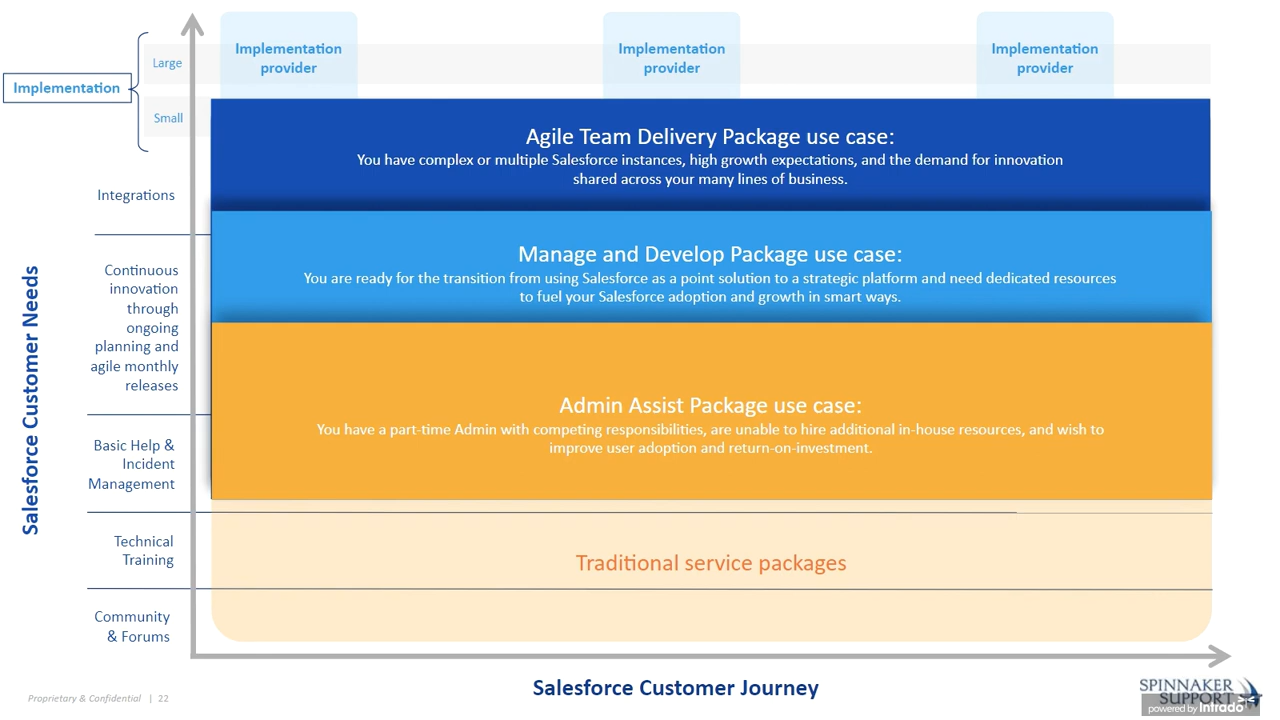 Implementation
provider
Implementation
provider
Implementation
provider
Large
Implementation
Small
Agile Team Delivery Package use case:
You have complex or multiple Salesforce instances, high growth expectations, and the demand for innovation
shared across your many lines of business.
Integrations
Manage and Develop Package use case:
You are ready for the transition from using Salesforce as a point solution to a strategic platform and need dedicated resources
to fuel your Salesforce adoption and growth in smart ways.
Continuous
innovation
through
ongoing
planning and
agile monthly
releases
Salesforce Customer Needs
Admin Assist Package use case:
You have a part-time Admin with competing responsibilities, are unable to hire additional in-house resources, and wish to
improve user adoption and return-on-investment.
Basic Help &
Incident
Management
Technical
Training
Traditional service packages
Community
& Forums
Salesforce Customer Journey
Proprietary & Confidential | 22
SPINNAKER
SUPPORT
powered by intrado